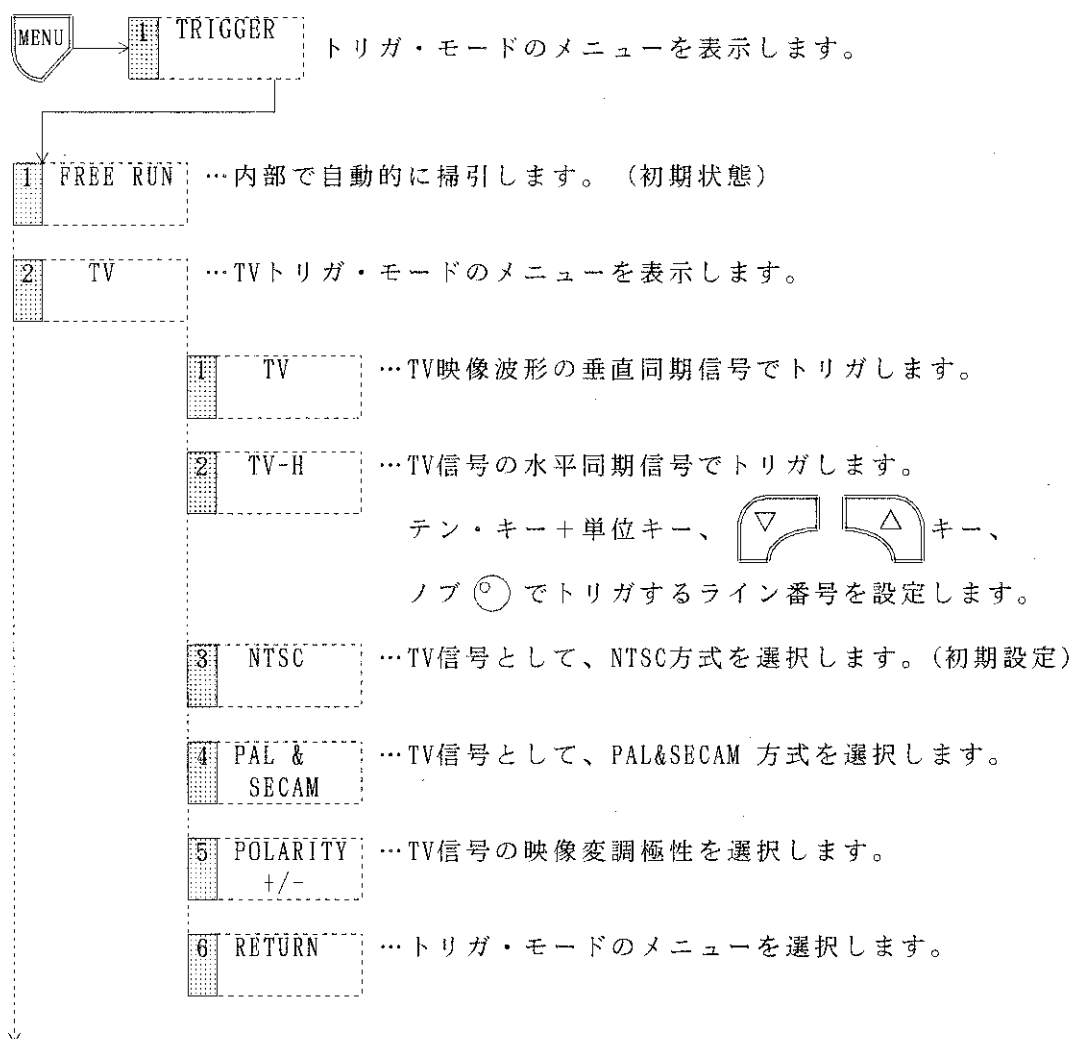 MENU 1 TRIGGER トリガ・モードのメニューを表示します。
1 FREE RUN …内部で自動的に掃引します。(初期状態)
2 TV …TVトリガ・モードのメニューを表示します。
1 TV …TV映像波形の垂直同期信号でトリガします。
2 TV-H …TV信号の水平同期信号でトリガします。
テン・キー+単位キー、 ▽ △ キー、
ノブ でトリガするライン番号を設定します。
3 NTSC …TV信号として、NTSC方式を選択します。(初期設定)
4 PAL & …TV信号として、PAL&SECAM 方式を選択します。
SECAM
5 POLARITY …TV信号の映像変調極性を選択します。
+/-
6 RETURN …トリガ・モードのメニューを選択します。